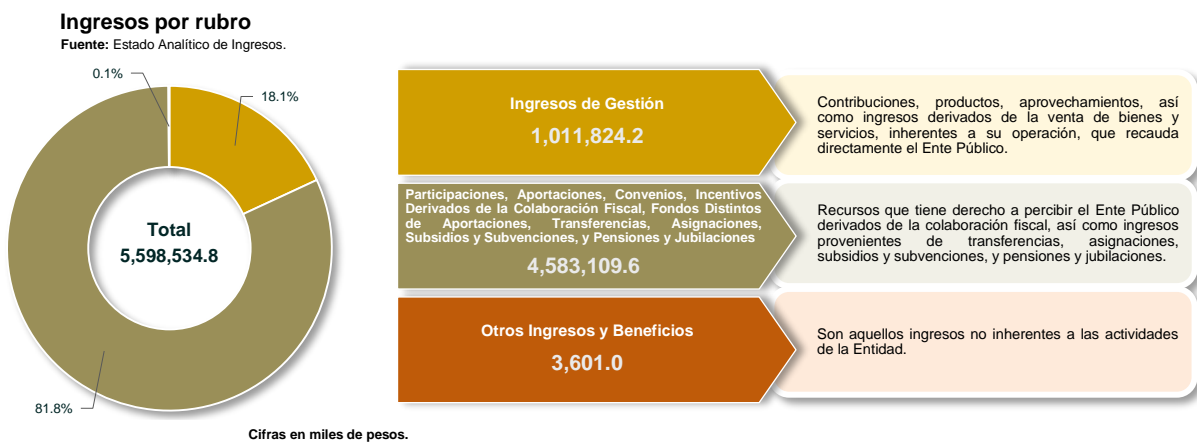 Ingresos por rubro
Fuente: Estado Analítico de Ingresos.
0.1%
18.1%
Total
5,598,534.8
81.8%
Ingresos de Gestión
1,011,824.2
Contribuciones, productos, aprovechamientos, así
como ingresos derivados de la venta de bienes y
servicios, inherentes a su operación, que recauda
directamente el Ente Público.
Participaciones, Aportaciones, Convenios, Incentivos
Derivados de la Colaboración Fiscal, Fondos Distintos
de Aportaciones, Transferencias, Asignaciones,
Subsidios y Subvenciones, y Pensiones y Jubilaciones
4,583,109.6
Recursos que tiene derecho a percibir el Ente Público
derivados de la colaboración fiscal, así como ingresos
provenientes de transferencias, asignaciones,
subsidios y subvenciones, y pensiones y jubilaciones.
Otros Ingresos y Beneficios
3,601.0
Son aquellos ingresos no inherentes a las actividades
de la Entidad.
Cifras en miles de pesos.